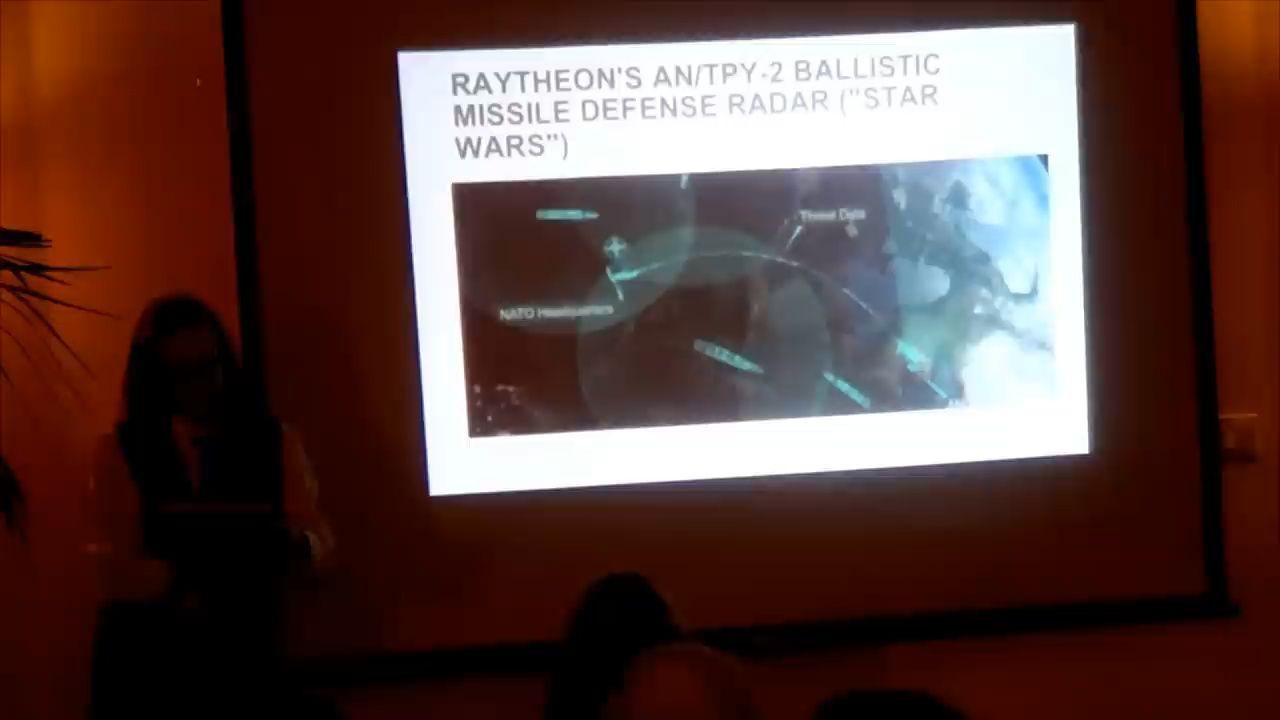 RAYTHEON'S AN/TPY-2 BALLISTIC
MISSILE DEFENSE RADAR ("STAR
WARS")
Threat Data
NATO Headquarters